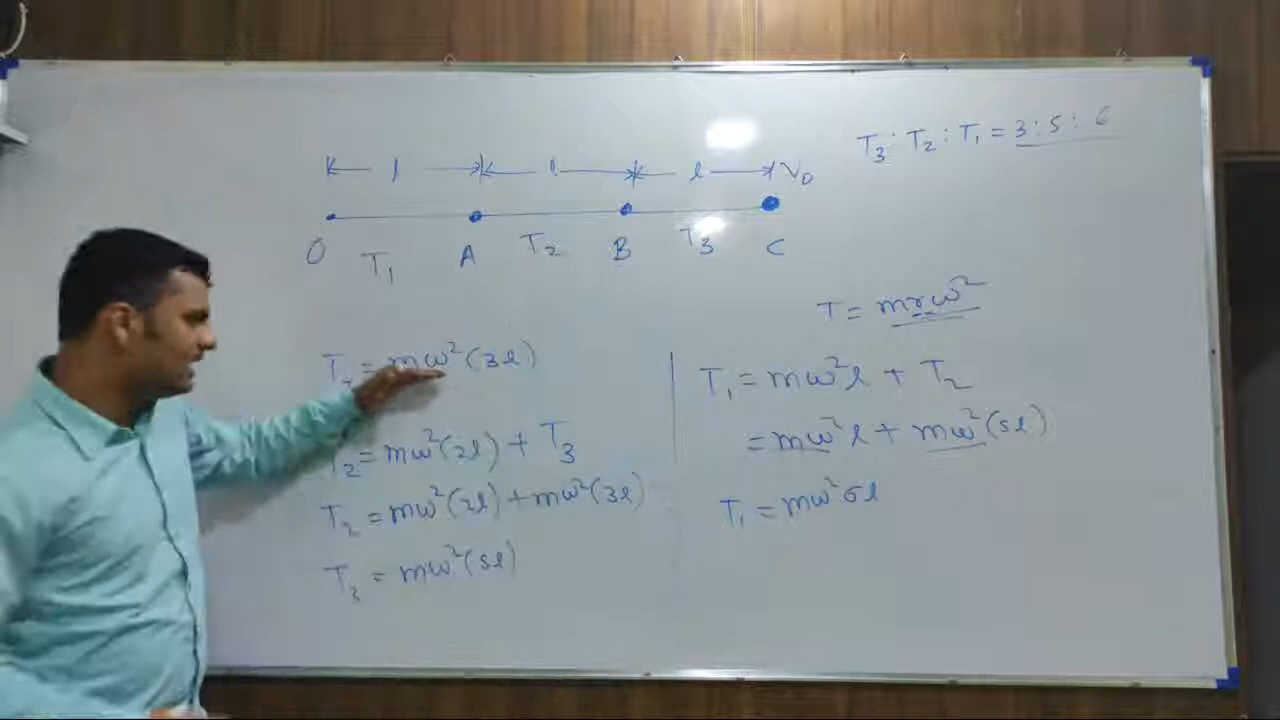 T₃ : T₂ : T₁ = 3 : 5 : 6
l l l V₀
O T₁ A T₂ B T₃ C
T = mrω²
T₃ = mω²(3l)
T₂ = mω²(2l) + T₃
T₂ = mω²(2l) + mω²(3l)
T₂ = mω²(5l)
T₁ = mω²l + T₂
= mω²l + mω²(5l)
T₁ = mω²6l